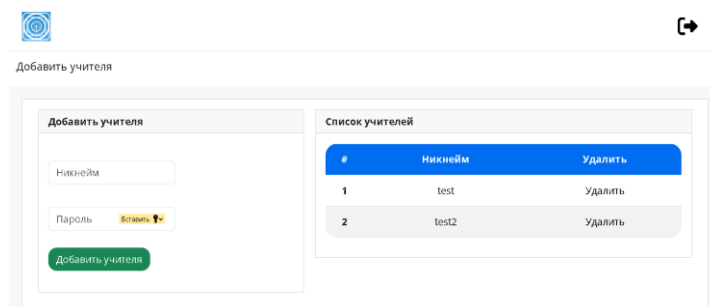 Добавить учителя
Добавить учителя
Никнейм
Пароль Вставить
Добавить учителя
Список учителей
# Никнейм Удалить
1 test Удалить
2 test2 Удалить